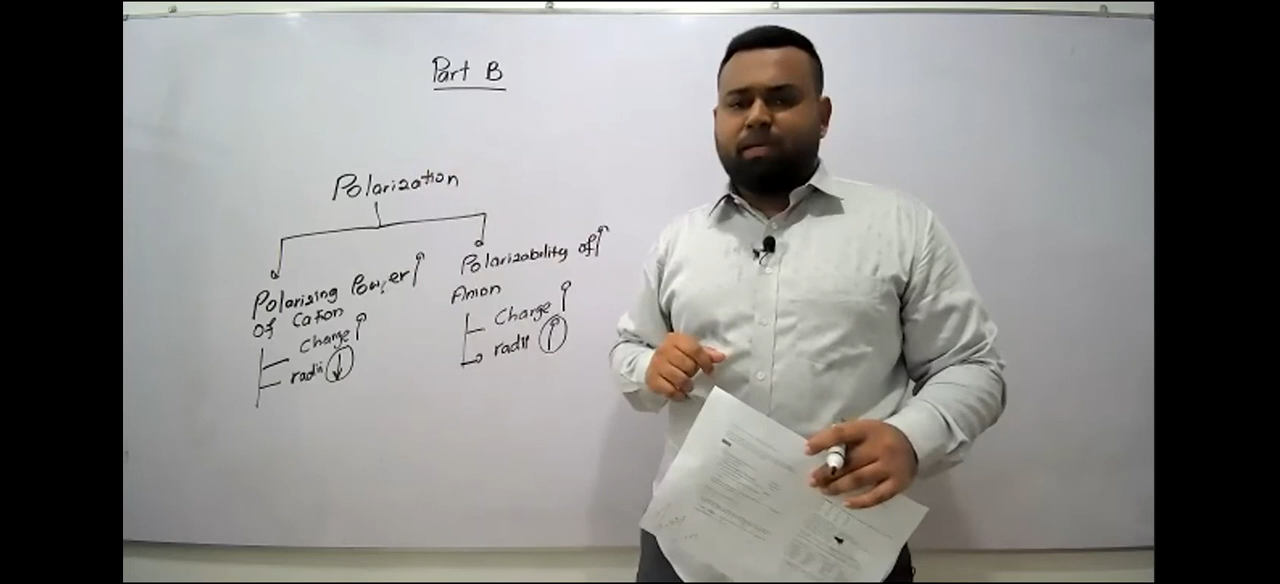 Part B
Polarization
Polarising Power ↑
Of Cation
Charge ↑
radii ↓
Polarizability of ↑
Anion
Charge ↑
radii ↑